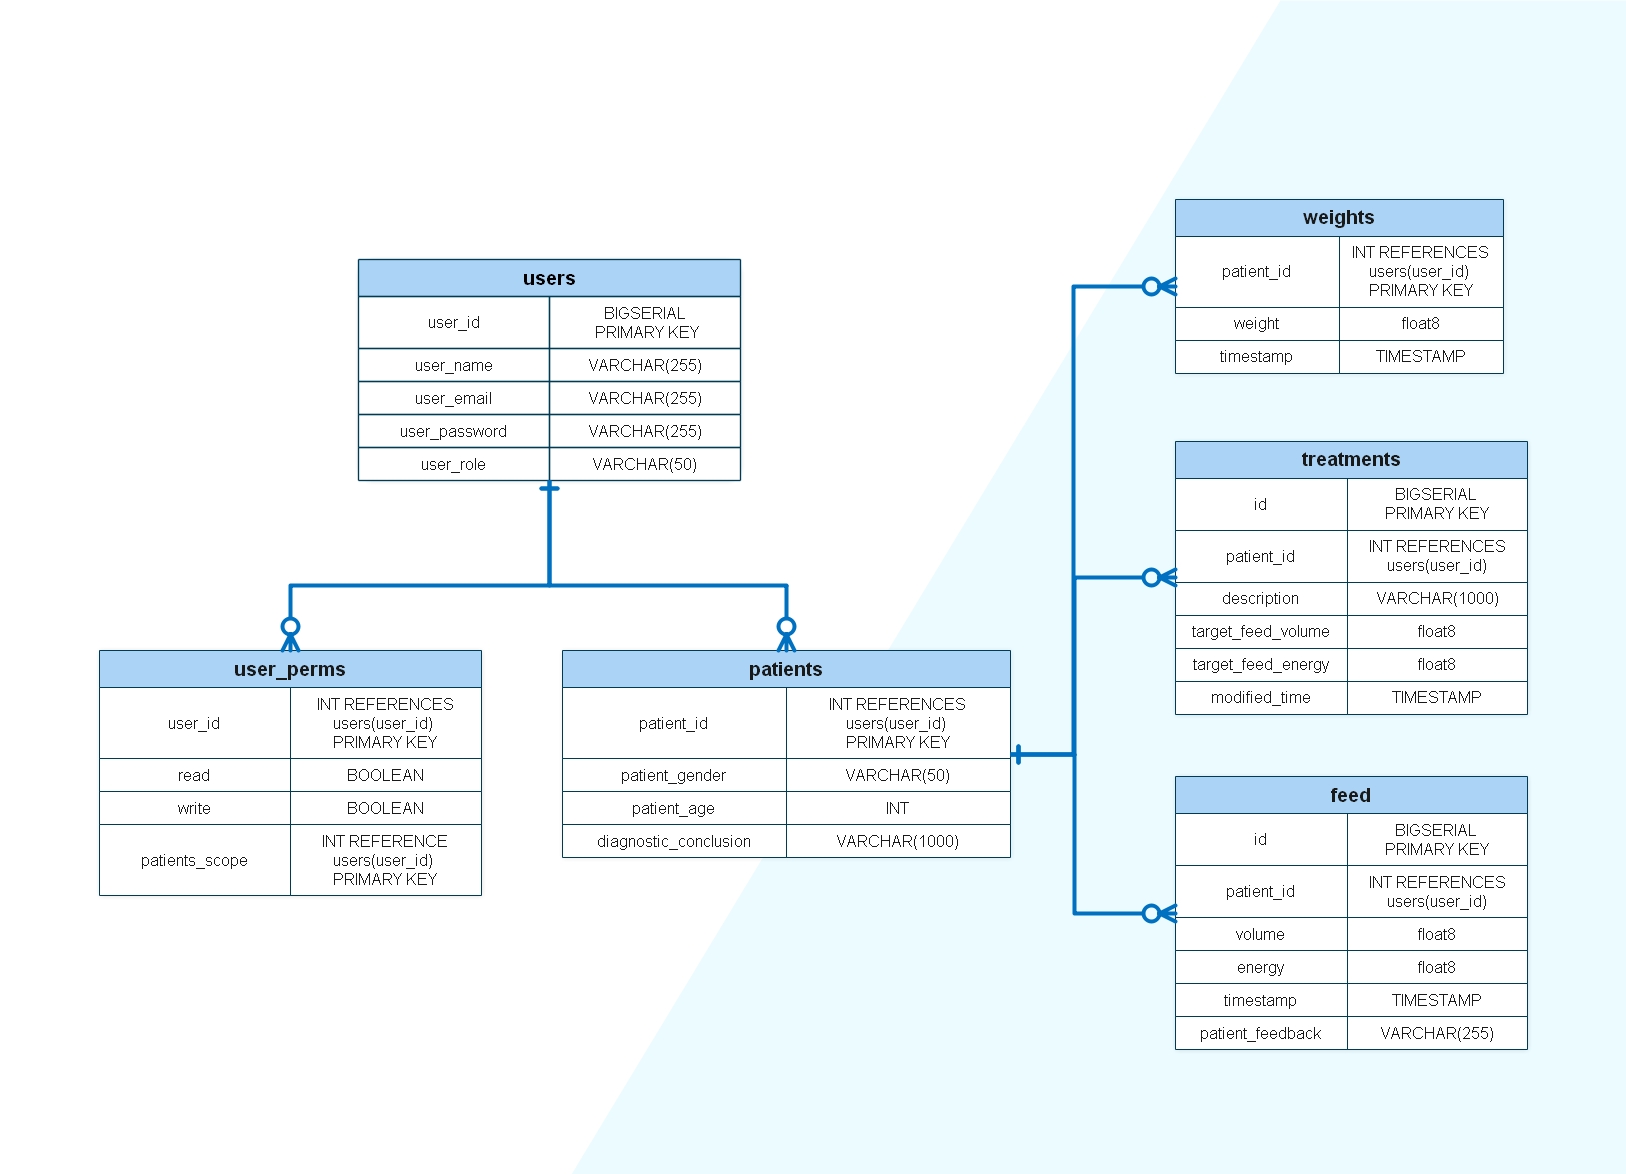 users
user_id
BIGSERIAL
PRIMARY KEY
user_name
VARCHAR(255)
user_email
VARCHAR(255)
user_password
VARCHAR(255)
user_role
VARCHAR(50)
user_perms
user_id
INT REFERENCES
users(user_id)
PRIMARY KEY
read
BOOLEAN
write
BOOLEAN
patients_scope
INT REFERENCE
users(user_id)
PRIMARY KEY
patients
patient_id
INT REFERENCES
users(user_id)
PRIMARY KEY
patient_gender
VARCHAR(50)
patient_age
INT
diagnostic_conclusion
VARCHAR(1000)
weights
patient_id
INT REFERENCES
users(user_id)
PRIMARY KEY
weight
float8
timestamp
TIMESTAMP
treatments
id
BIGSERIAL
PRIMARY KEY
patient_id
INT REFERENCES
users(user_id)
description
VARCHAR(1000)
target_feed_volume
float8
target_feed_energy
float8
modified_time
TIMESTAMP
feed
id
BIGSERIAL
PRIMARY KEY
patient_id
INT REFERENCES
users(user_id)
volume
float8
energy
float8
timestamp
TIMESTAMP
patient_feedback
VARCHAR(255)